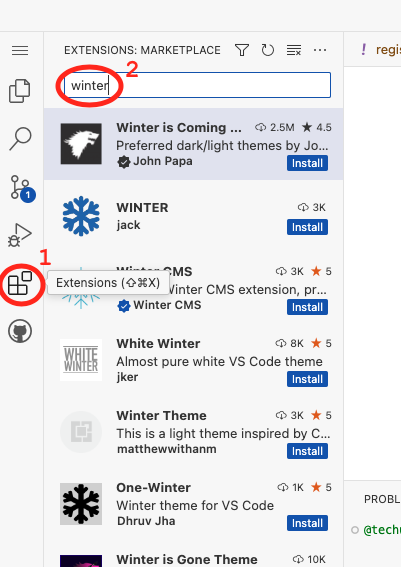 EXTENSIONS: MARKETPLACE
! regis
2
winter
Winter is Coming ... 2.5M ★ 4.5
Preferred dark/light themes by Jo...
John Papa Install
WINTER 3K
jack Install
1
1
Winter CMS 3K ★ 5
Extensions (⇧⌘X)
Winter CMS extension, pr...
Winter CMS Install
WHITE
WINTER
White Winter 8K ★ 5
Almost pure white VS Code theme
jker Install
Winter Theme 3K ★ 5
This is a light theme inspired by C...
matthewwithanm Install
One-Winter 1K ★ 5
Winter theme for VS Code
Dhruv Jha Install
PROBL
@techu
Winter is Gone Theme 10K